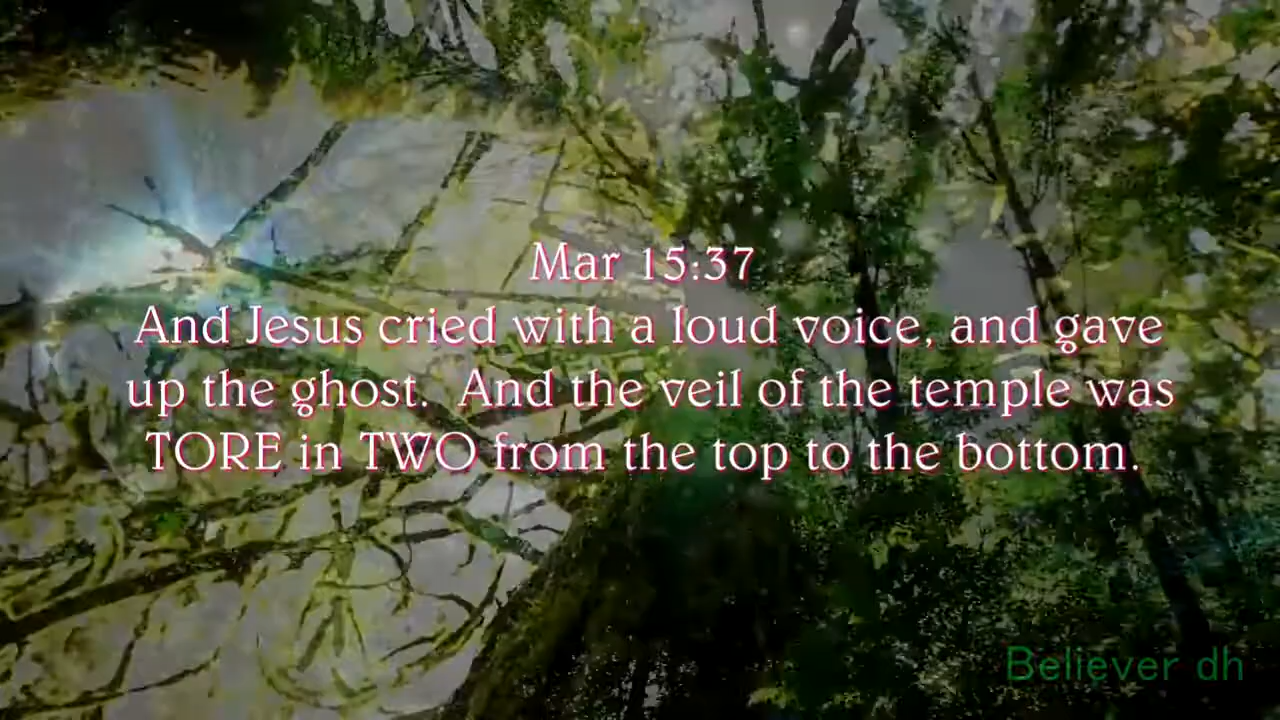 Mar 15:37
And Jesus cried with a loud voice, and gave
up the ghost.  And the veil of the temple was
TORE in TWO from the top to the bottom.
Believer dh